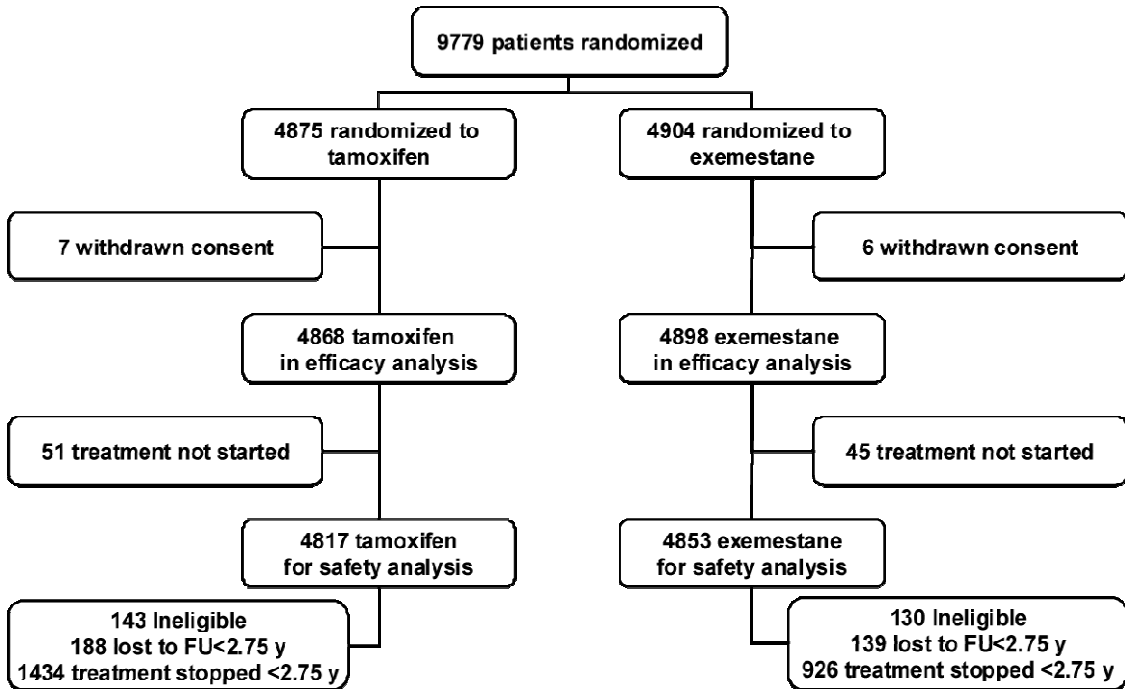 9779 patients randomized
4875 randomized to
tamoxifen
4904 randomized to
exemestane
7 withdrawn consent
6 withdrawn consent
4868 tamoxifen
in efficacy analysis
4898 exemestane
in efficacy analysis
51 treatment not started
45 treatment not started
4817 tamoxifen
for safety analysis
4853 exemestane
for safety analysis
143 Ineligible
188 lost to FU<2.75 y
1434 treatment stopped <2.75 y
130 Ineligible
139 lost to FU<2.75 y
926 treatment stopped <2.75 y